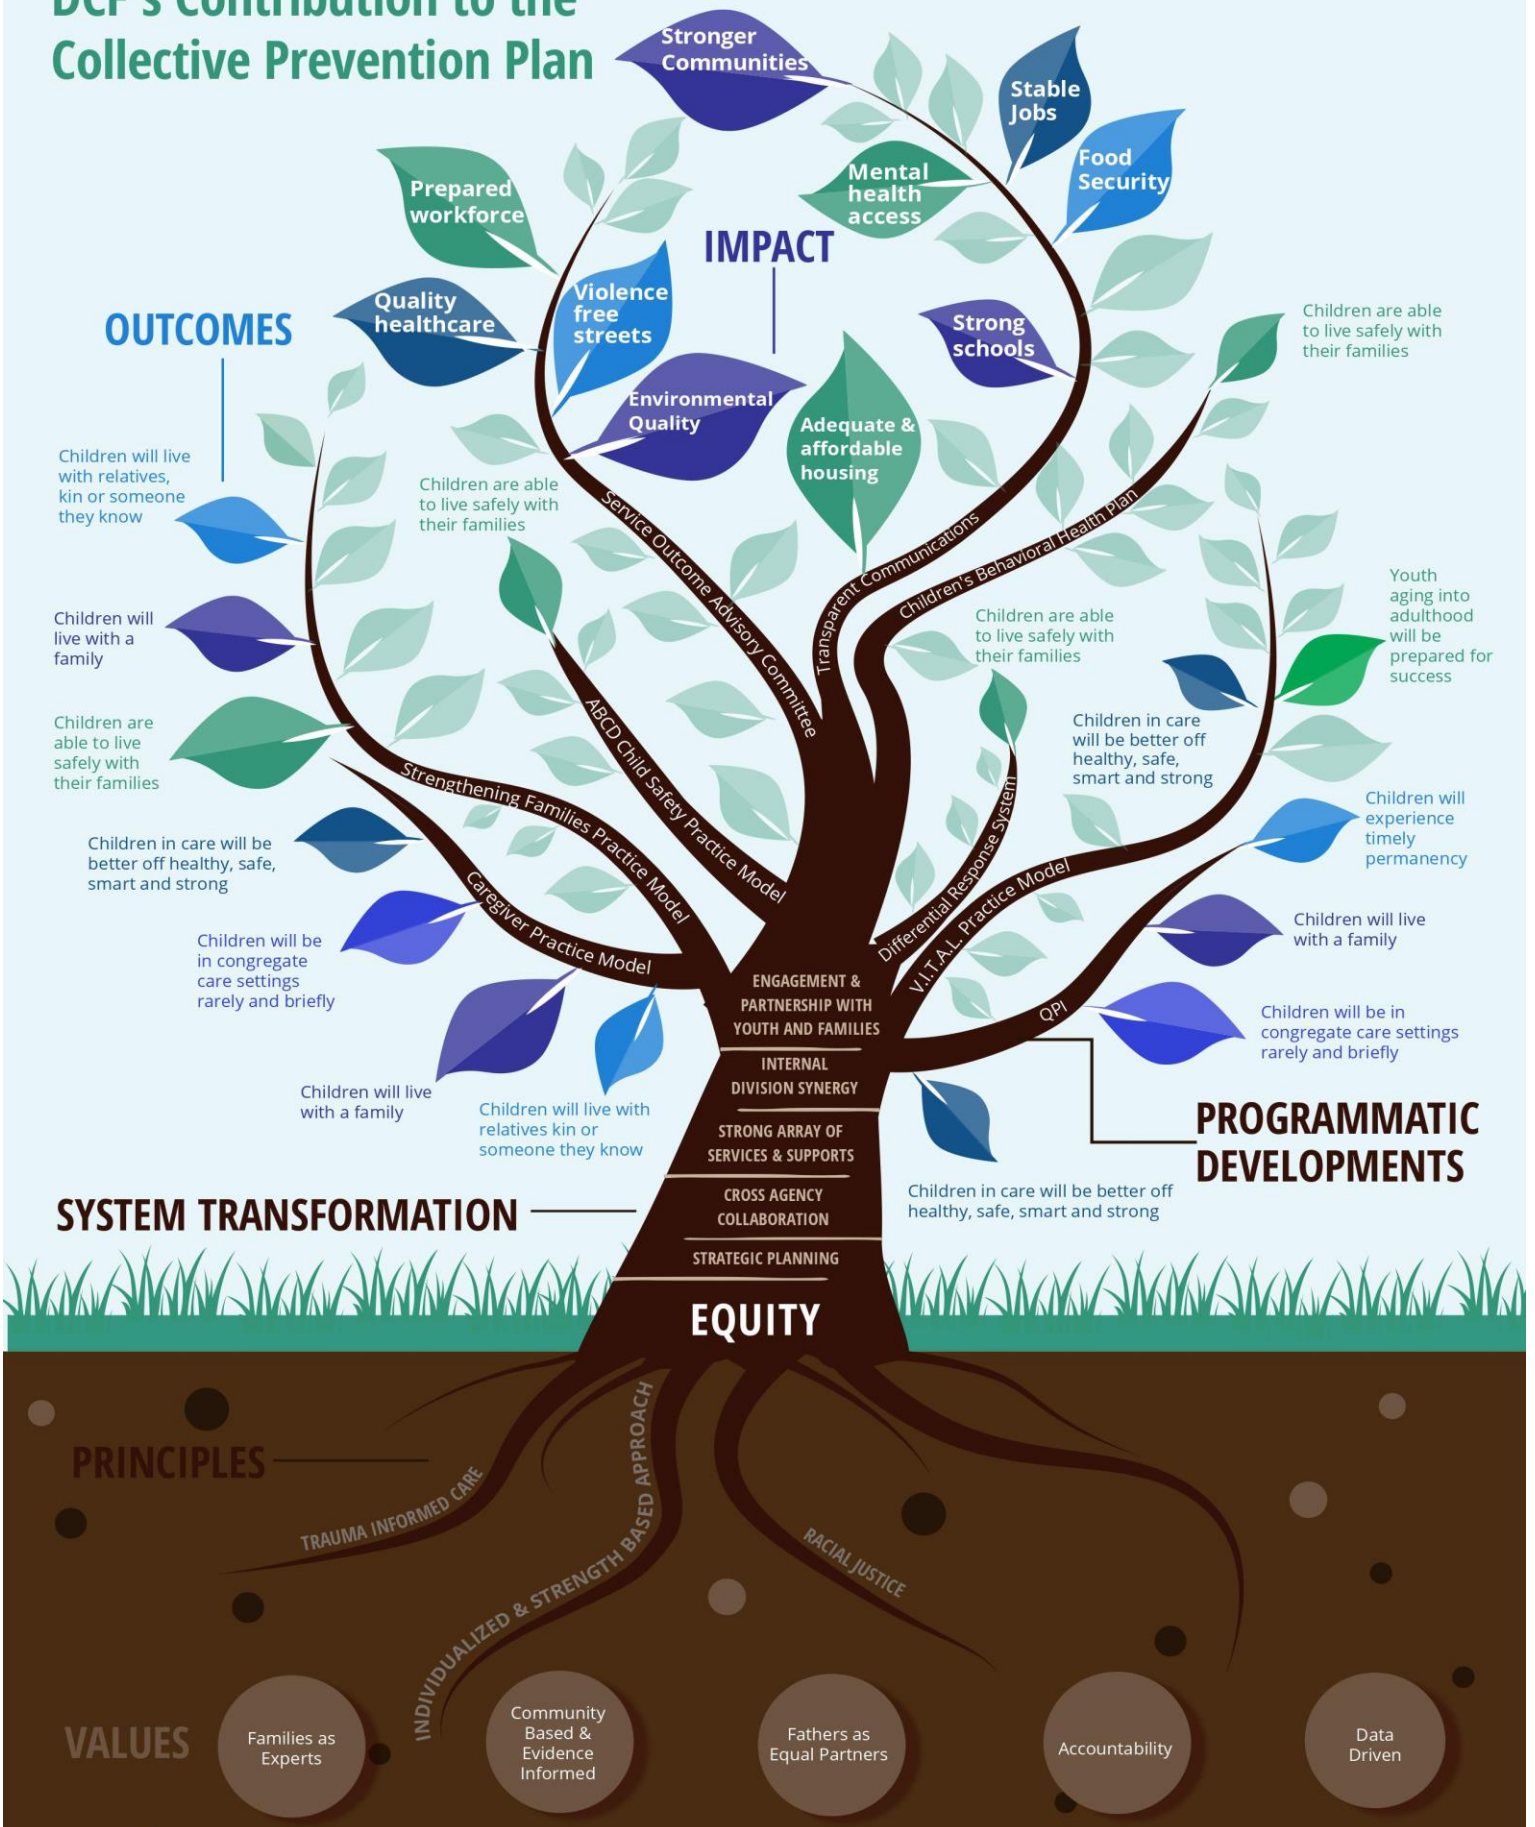 DCF's Contribution to the
Collective Prevention Plan
Stronger
Communities
Stable
Jobs
Food
Security
Mental
health
access
Prepared
workforce
IMPACT
Quality
healthcare
Violence
free
streets
Strong
schools
OUTCOMES
Environmental
Quality
Adequate &
affordable
housing
Children are able
to live safely with
their families
Children will live
with relatives,
kin or someone
they know
Children are able
to live safely with
their families
Service Outcome Advisory Committee
Transparent Communications
Children's Behavioral Health Plan
Children will
live with a
family
Children are able
to live safely with
their families
Youth
aging into
adulthood
will be
prepared for
success
Children are
able to live
safely with
their families
ABCD Child Safety Practice Model
Children in care
will be better off
healthy, safe,
smart and strong
Strengthening Families Practice Model
Differential Response System
Children will
experience
timely
permanency
Children in care will be
better off healthy, safe,
smart and strong
Caregiver Practice Model
V.I.T.A.L. Practice Model
Children will live
with a family
Children will be
in congregate
care settings
rarely and briefly
QPI
Children will be in
congregate care settings
rarely and briefly
Children will live
with a family
Children will live with
relatives kin or
someone they know
ENGAGEMENT &
PARTNERSHIP WITH
YOUTH AND FAMILIES
INTERNAL
DIVISION SYNERGY
STRONG ARRAY OF
SERVICES & SUPPORTS
CROSS AGENCY
COLLABORATION
STRATEGIC PLANNING
EQUITY
PROGRAMMATIC
DEVELOPMENTS
Children in care will be better off
healthy, safe, smart and strong
SYSTEM TRANSFORMATION
PRINCIPLES
TRAUMA INFORMED CARE
INDIVIDUALIZED & STRENGTH BASED APPROACH
RACIAL JUSTICE
VALUES
Families as
Experts
Community
Based &
Evidence
Informed
Fathers as
Equal Partners
Accountability
Data
Driven